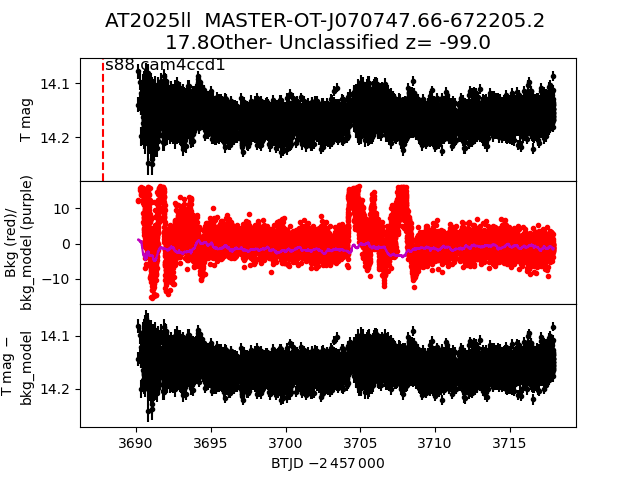 AT2025ll  MASTER-OT-J070747.66-672205.2
17.8Other- Unclassified z= -99.0
s88 cam4ccd1
T mag
14.1
14.2
Bkg (red)/
bkg_model (purple)
10
0
−10
T mag −
bkg_model
14.1
14.2
3690 3695 3700 3705 3710 3715
BTJD −2 457 000